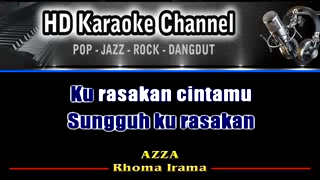 HD Karaoke Channel
POP - JAZZ - ROCK - DANGDUT
Ku rasakan cintamu
Sungguh ku rasakan
AZZA
Rhoma Irama